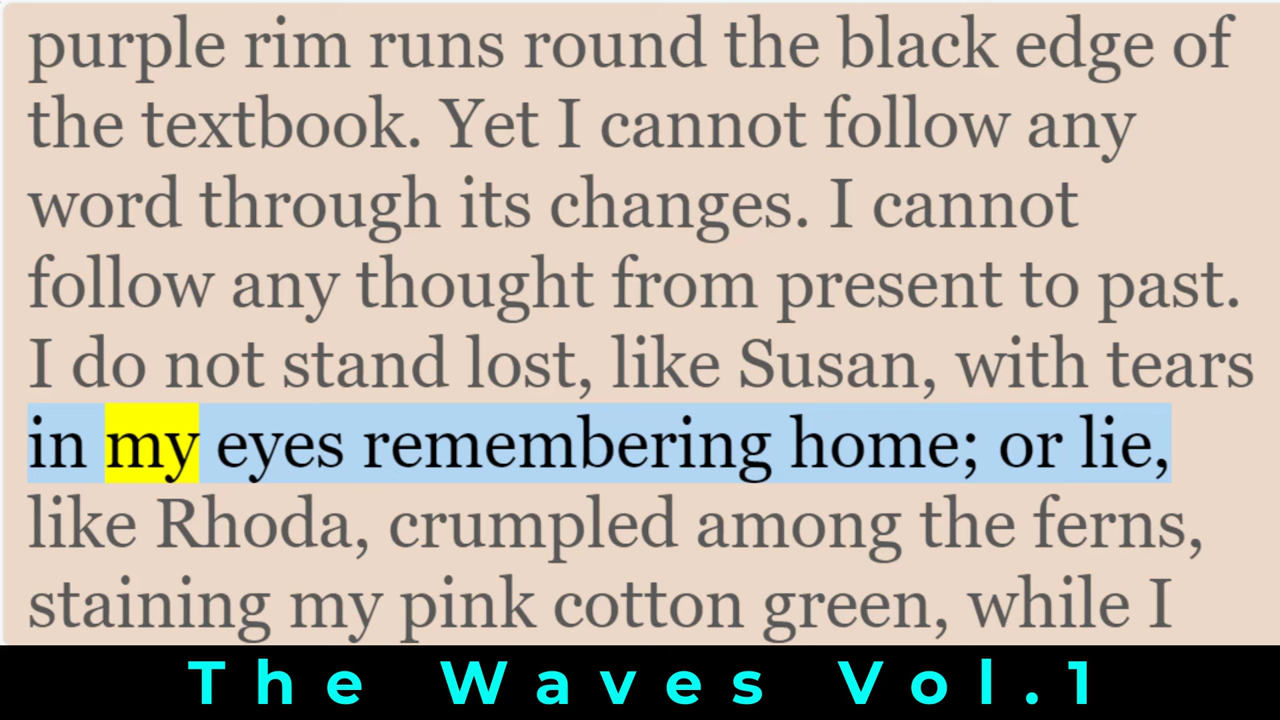 purple rim runs round the black edge of
the textbook. Yet I cannot follow any
word through its changes. I cannot
follow any thought from present to past.
I do not stand lost, like Susan, with tears
in my eyes remembering home; or lie,
like Rhoda, crumpled among the ferns,
staining my pink cotton green, while I
The Waves Vol.1